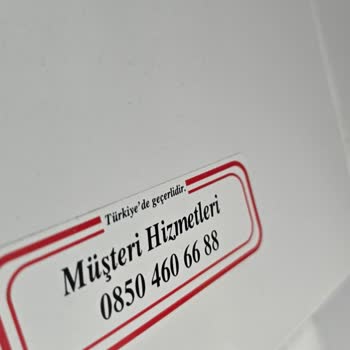 Türkiye'de geçerlidir.
Müşteri Hizmetleri
0850 460 66 88